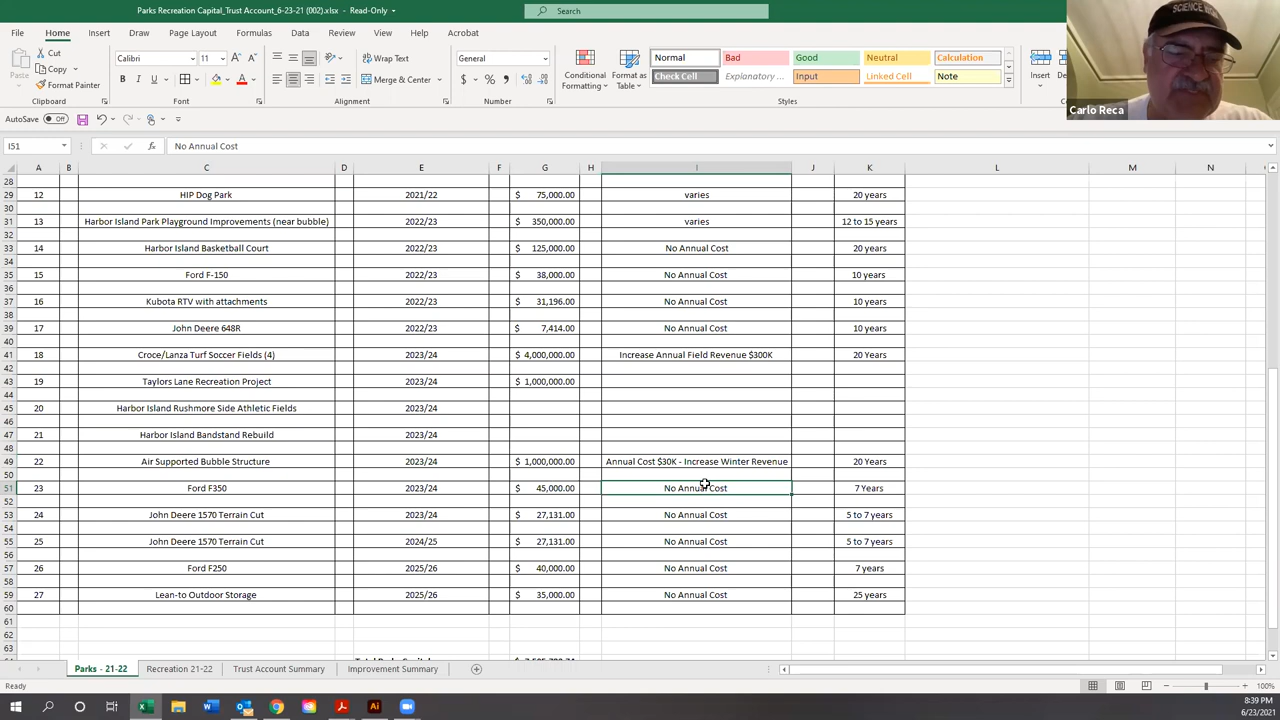 Parks Recreation Capital_Trust Account_6-23-21 (002).xlsx - Read-Only
Search
File Home Insert Draw Page Layout Formulas Data Review View Help Acrobat
Paste
Cut
Copy
Format Painter
Clipboard
Calibri 11
B I U
Font
Wrap Text
Merge & Center
Alignment
General
$ % ,
Number
Conditional Formatting
Format as Table
Normal Bad Good Neutral Calculation
Check Cell Explanatory... Input Linked Cell Note
Styles
Insert
SCIENCE
Carlo Reca
AutoSave Off
I51 fx No Annual Cost
A B C D E F G H I J K L M N
28
29 12 HIP Dog Park 2021/22 $ 75,000.00 varies 20 years
30
31 13 Harbor Island Park Playground Improvements (near bubble) 2022/23 $ 350,000.00 varies 12 to 15 years
32
33 14 Harbor Island Basketball Court 2022/23 $ 125,000.00 No Annual Cost 20 years
34
35 15 Ford F-150 2022/23 $ 38,000.00 No Annual Cost 10 years
36
37 16 Kubota RTV with attachments 2022/23 $ 31,196.00 No Annual Cost 10 years
38
39 17 John Deere 648R 2022/23 $ 7,414.00 No Annual Cost 10 years
40
41 18 Croce/Lanza Turf Soccer Fields (4) 2023/24 $ 4,000,000.00 Increase Annual Field Revenue $300K 20 Years
42
43 19 Taylors Lane Recreation Project 2023/24 $ 1,000,000.00
44
45 20 Harbor Island Rushmore Side Athletic Fields 2023/24
46
47 21 Harbor Island Bandstand Rebuild 2023/24
48
49 22 Air Supported Bubble Structure 2023/24 $ 1,000,000.00 Annual Cost $30K - Increase Winter Revenue 20 Years
50
51 23 Ford F350 2023/24 $ 45,000.00 No Annual Cost 7 Years
52
53 24 John Deere 1570 Terrain Cut 2023/24 $ 27,131.00 No Annual Cost 5 to 7 years
54
55 25 John Deere 1570 Terrain Cut 2024/25 $ 27,131.00 No Annual Cost 5 to 7 years
56
57 26 Ford F250 2025/26 $ 40,000.00 No Annual Cost 7 years
58
59 27 Lean-to Outdoor Storage 2025/26 $ 35,000.00 No Annual Cost 25 years
60
61
62
63
Parks - 21-22 Recreation 21-22 Trust Account Summary Improvement Summary
Ready
100%
8:39 PM
6/23/2021